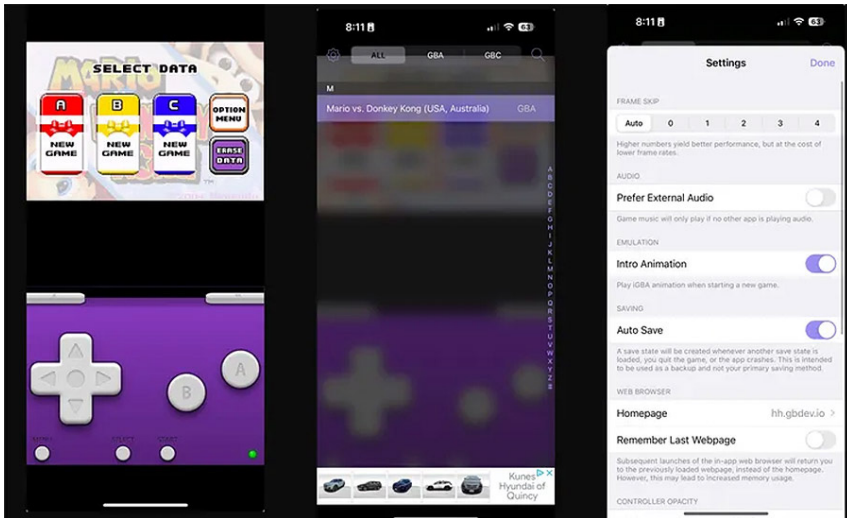 SELECT DATA
A
B
C
NEW GAME
NEW GAME
NEW GAME
OPTION MENU
ERASE DATA
A
B
MENU
SELECT
START
8:11
63
ALL
GBA
GBC
M
Mario vs. Donkey Kong (USA, Australia)
GBA
A
B
C
D
E
F
G
H
I
J
K
L
M
N
O
P
Q
R
S
T
U
V
W
X
Y
Z
#
Kunes
Hyundai of
Quincy
8:11
63
Settings
Done
FRAME SKIP
Auto 0 1 2 3 4
Higher numbers yield better performance, but at the cost of
lower frame rates.
AUDIO
Prefer External Audio
Game music will only play if no other app is playing audio.
EMULATION
Intro Animation
Play iGBA animation when starting a new game.
SAVING
Auto Save
A save state will be created whenever another save state is
loaded, you quit the game, or the app crashes. This is intended
to be used as a backup and not your primary saving method.
WEB BROWSER
Homepage hh.gbdev.io
Remember Last Webpage
Subsequent launches of the in-app web browser will return you
to the previously loaded webpage, instead of the homepage.
However, this may lead to increased memory usage.
CONTROLLER OPACITY